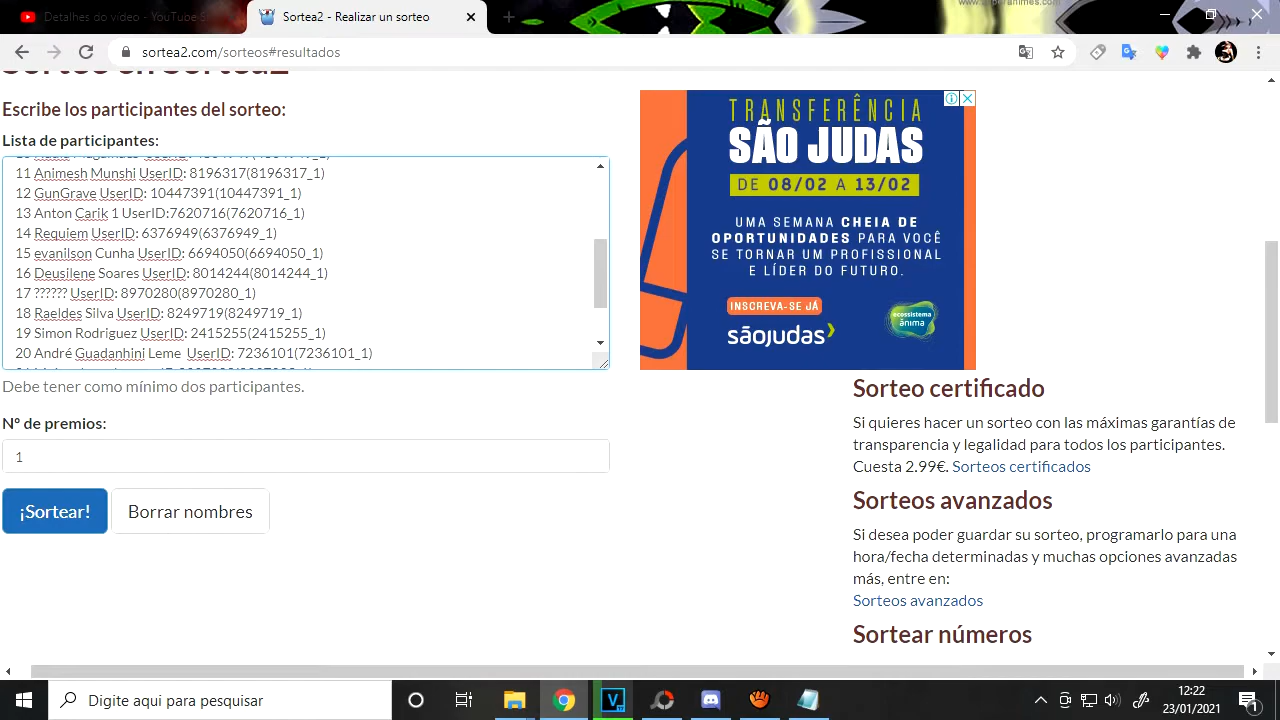 Detalhes do vídeo - YouTube S
Sortea2 - Realizar un sorteo
sortea2.com/sorteos#resultados
Sorteo en Sortea2
Escribe los participantes del sorteo:
Lista de participantes:
11 Animesh Munshi UserID: 8196317(8196317_1)
12 GunGrave UserID: 10447391(10447391_1)
13 Anton Carik 1 UserID:7620716(7620716_1)
14 Requiem UserID: 6376949(6376949_1)
15 evanilson Cunha UserID: 6694050(6694050_1)
16 Deusilene Soares UserID: 8014244(8014244_1)
17 ?????? UserID: 8970280(8970280_1)
18 Raeldes Silva UserID: 8249719(8249719_1)
19 Simon Rodriguez UserID: 2415255(2415255_1)
20 André Guadanhini Leme UserID: 7236101(7236101_1)
Debe tener como mínimo dos participantes.
Nº de premios:
1
¡Sortear!
Borrar nombres
TRANSFERÊNCIA
SÃO JUDAS
DE 08/02 A 13/02
UMA SEMANA CHEIA DE
OPORTUNIDADES PARA VOCÊ
SE TORNAR UM PROFISSIONAL
E LÍDER DO FUTURO.
INSCREVA-SE JÁ
sãojudas
ecossistema
ânima
Sorteo certificado
Si quieres hacer un sorteo con las máximas garantías de
transparencia y legalidad para todos los participantes.
Cuesta 2.99€. Sorteos certificados
Sorteos avanzados
Si desea poder guardar su sorteo, programarlo para una
hora/fecha determinadas y muchas opciones avanzadas
más, entre en:
Sorteos avanzados
Sortear números
Digite aqui para pesquisar
12:22
23/01/2021
1